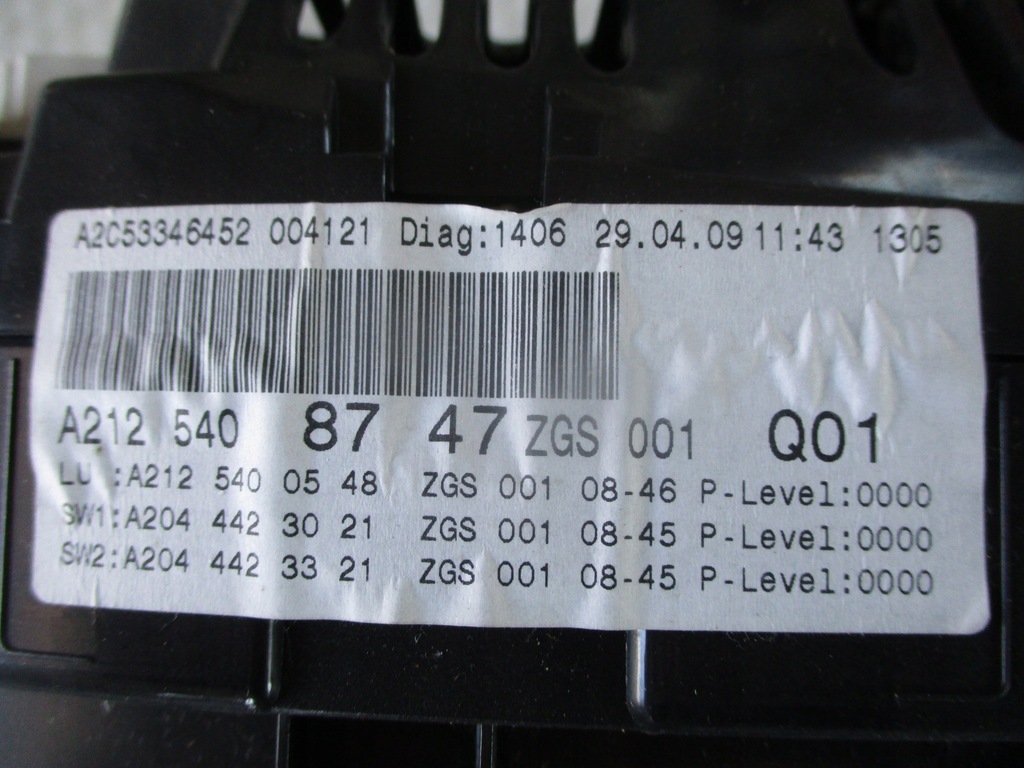 A2C53346452 004121 Diag:1406 29.04.09 11:43 1305
A212 540 87 47 ZGS 001 Q01
LU :A212 540 05 48 ZGS 001 08-46 P-Level:0000
SW1:A204 442 30 21 ZGS 001 08-45 P-Level:0000
SW2:A204 442 33 21 ZGS 001 08-45 P-Level:0000